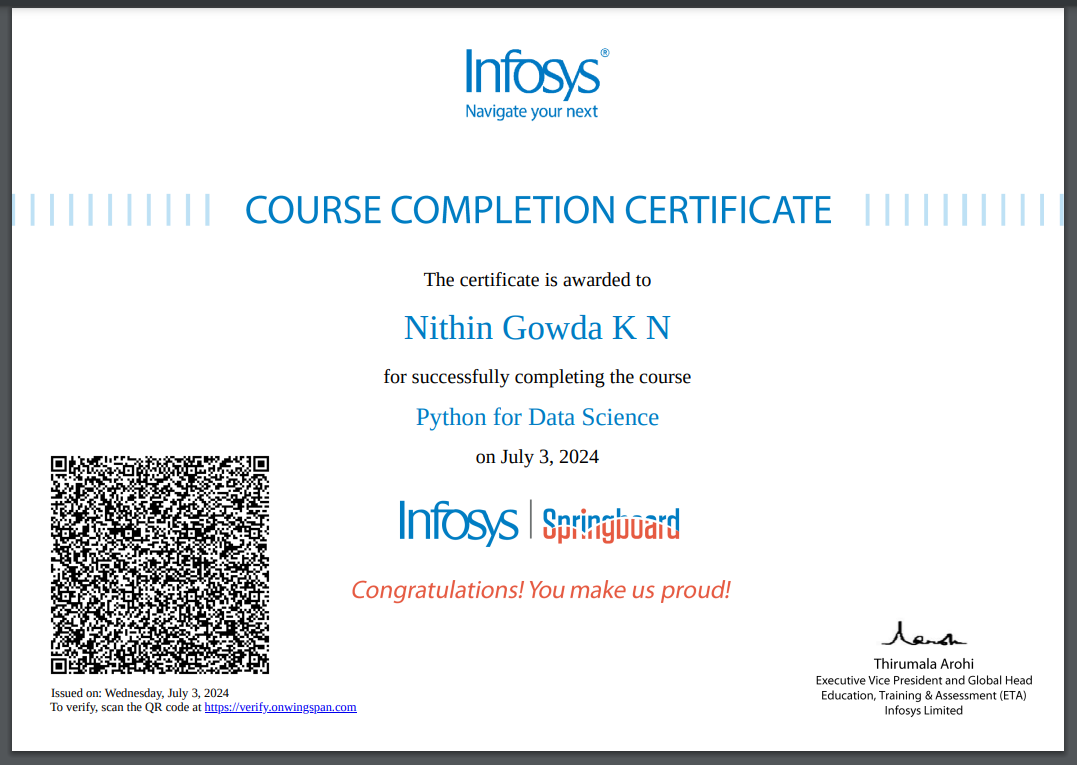 Infosys®
Navigate your next
COURSE COMPLETION CERTIFICATE
The certificate is awarded to
Nithin Gowda K N
for successfully completing the course
Python for Data Science
on July 3, 2024
Infosys | Springboard
Congratulations! You make us proud!
Issued on: Wednesday, July 3, 2024
To verify, scan the QR code at https://verify.onwingspan.com
Thirumala Arohi
Executive Vice President and Global Head
Education, Training & Assessment (ETA)
Infosys Limited